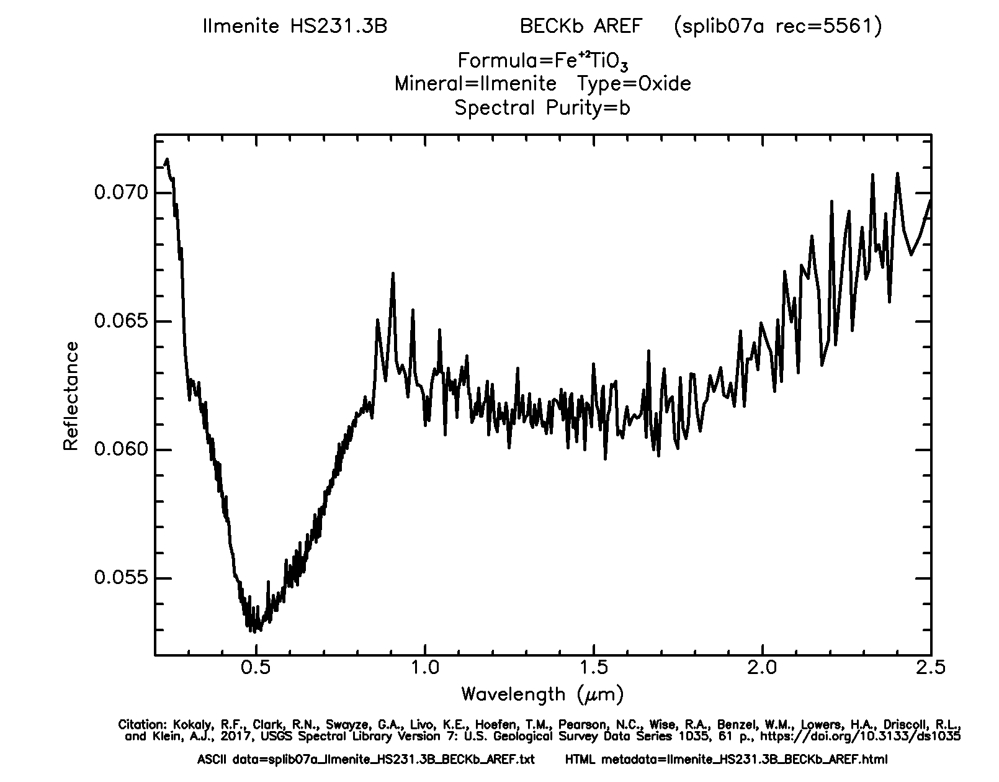 Ilmenite HS231.3B BECKb AREF (splib07a rec=5561)
Formula=Fe⁺²TiO₃
Mineral=Ilmenite Type=Oxide
Spectral Purity=b
0.070
0.065
0.060
0.055
Reflectance
0.5 1.0 1.5 2.0 2.5
Wavelength (μm)
Citation: Kokaly, R.F., Clark, R.N., Swayze, G.A., Livo, K.E., Hoefen, T.M., Pearson, N.C., Wise, R.A., Benzel, W.M., Lowers, H.A., Driscoll, R.L.,
and Klein, A.J., 2017, USGS Spectral Library Version 7: U.S. Geological Survey Data Series 1035, 61 p., https://doi.org/10.3133/ds1035
ASCII data=splib07a_Ilmenite_HS231.3B_BECKb_AREF.txt HTML metadata=Ilmenite_HS231.3B_BECKb_AREF.html